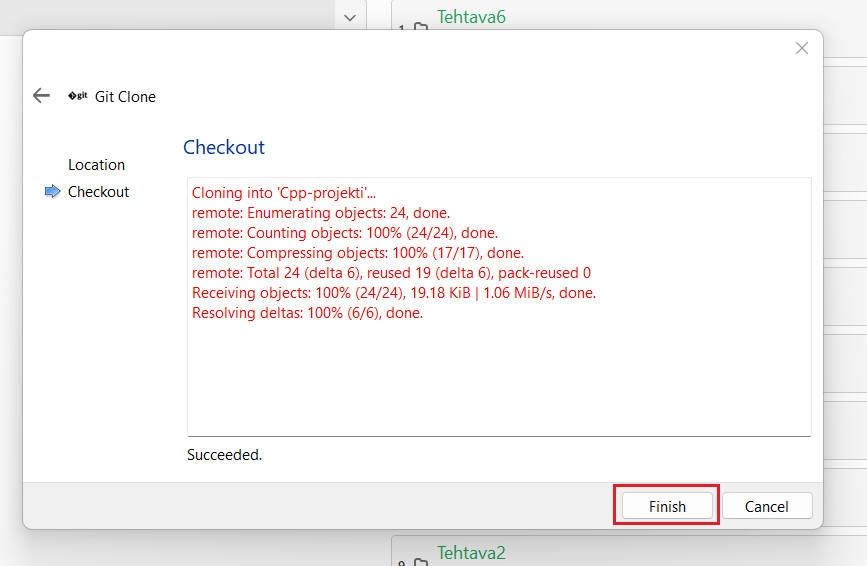 Tehtava6
1
git Git Clone
Location
Checkout
Checkout
Cloning into 'Cpp-projekti'...
remote: Enumerating objects: 24, done.
remote: Counting objects: 100% (24/24), done.
remote: Compressing objects: 100% (17/17), done.
remote: Total 24 (delta 6), reused 19 (delta 6), pack-reused 0
Receiving objects: 100% (24/24), 19.18 KiB | 1.06 MiB/s, done.
Resolving deltas: 100% (6/6), done.
Succeeded.
Finish
Cancel
Tehtava2